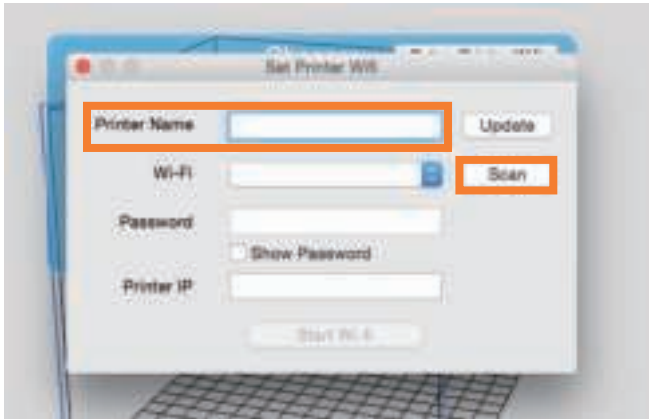 Set Printer Wifi
Printer Name
Update
Wi-Fi
Scan
Password
Show Password
Printer IP
Start Wi-Fi